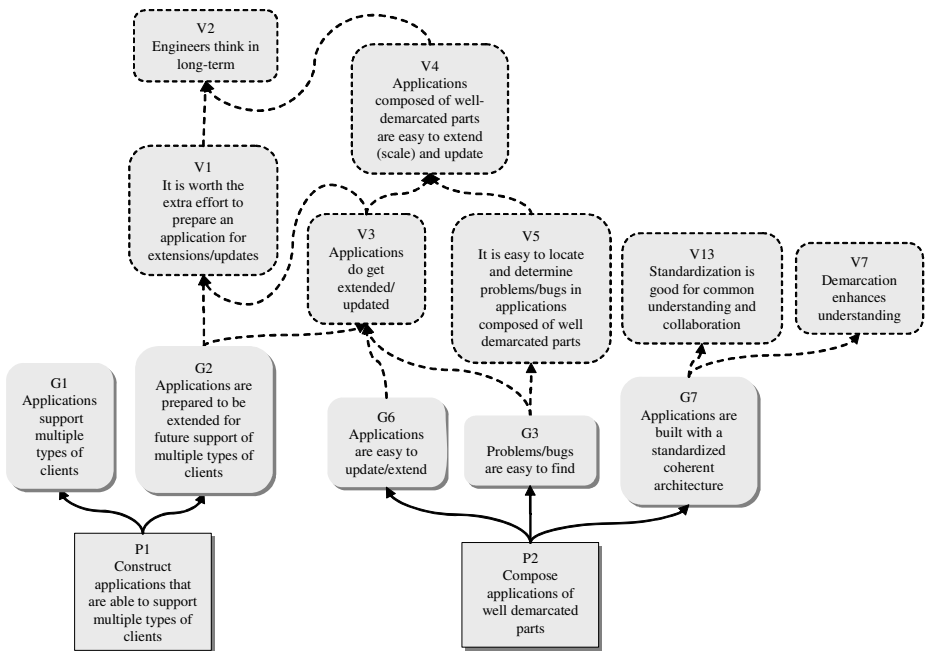 V2
Engineers think in
long-term
V4
Applications
composed of well-
demarcated parts
are easy to extend
(scale) and update
V1
It is worth the
extra effort to
prepare an
application for
extensions/updates
V3
Applications
do get
extended/
updated
V5
It is easy to locate
and determine
problems/bugs in
applications
composed of well
demarcated parts
V13
Standardization is
good for common
understanding and
collaboration
V7
Demarcation
enhances
understanding
G1
Applications
support
multiple
types of
clients
G2
Applications are
prepared to be
extended for
future support of
multiple types of
clients
G6
Applications
are easy to
update/extend
G3
Problems/bugs
are easy to find
G7
Applications are
built with a
standardized
coherent
architecture
P1
Construct
applications that
are able to support
multiple types of
clients
P2
Compose
applications of
well demarcated
parts